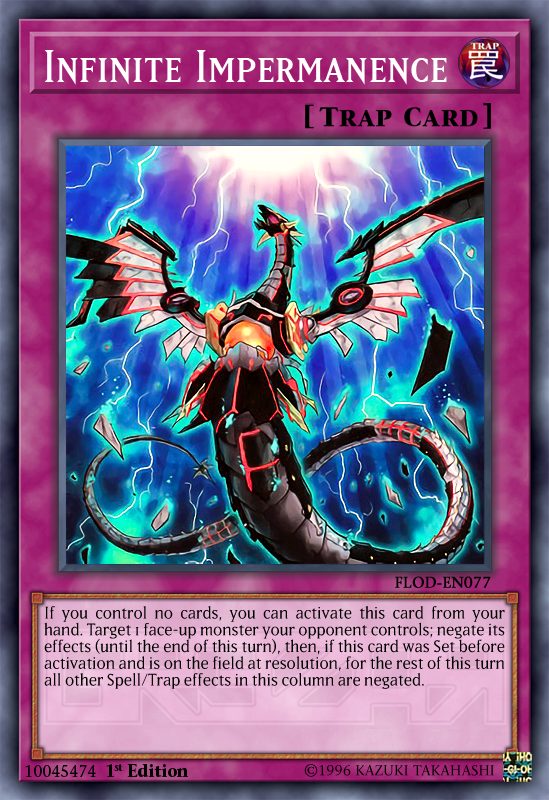 INFINITE IMPERMANENCE
TRAP
罠
[TRAP CARD]
FLOD-EN077
If you control no cards, you can activate this card from your
hand. Target 1 face-up monster your opponent controls; negate its
effects (until the end of this turn), then, if this card was Set before
activation and is on the field at resolution, for the rest of this turn
all other Spell/Trap effects in this column are negated.
10045474 1st Edition
©1996 KAZUKI TAKAHASHI